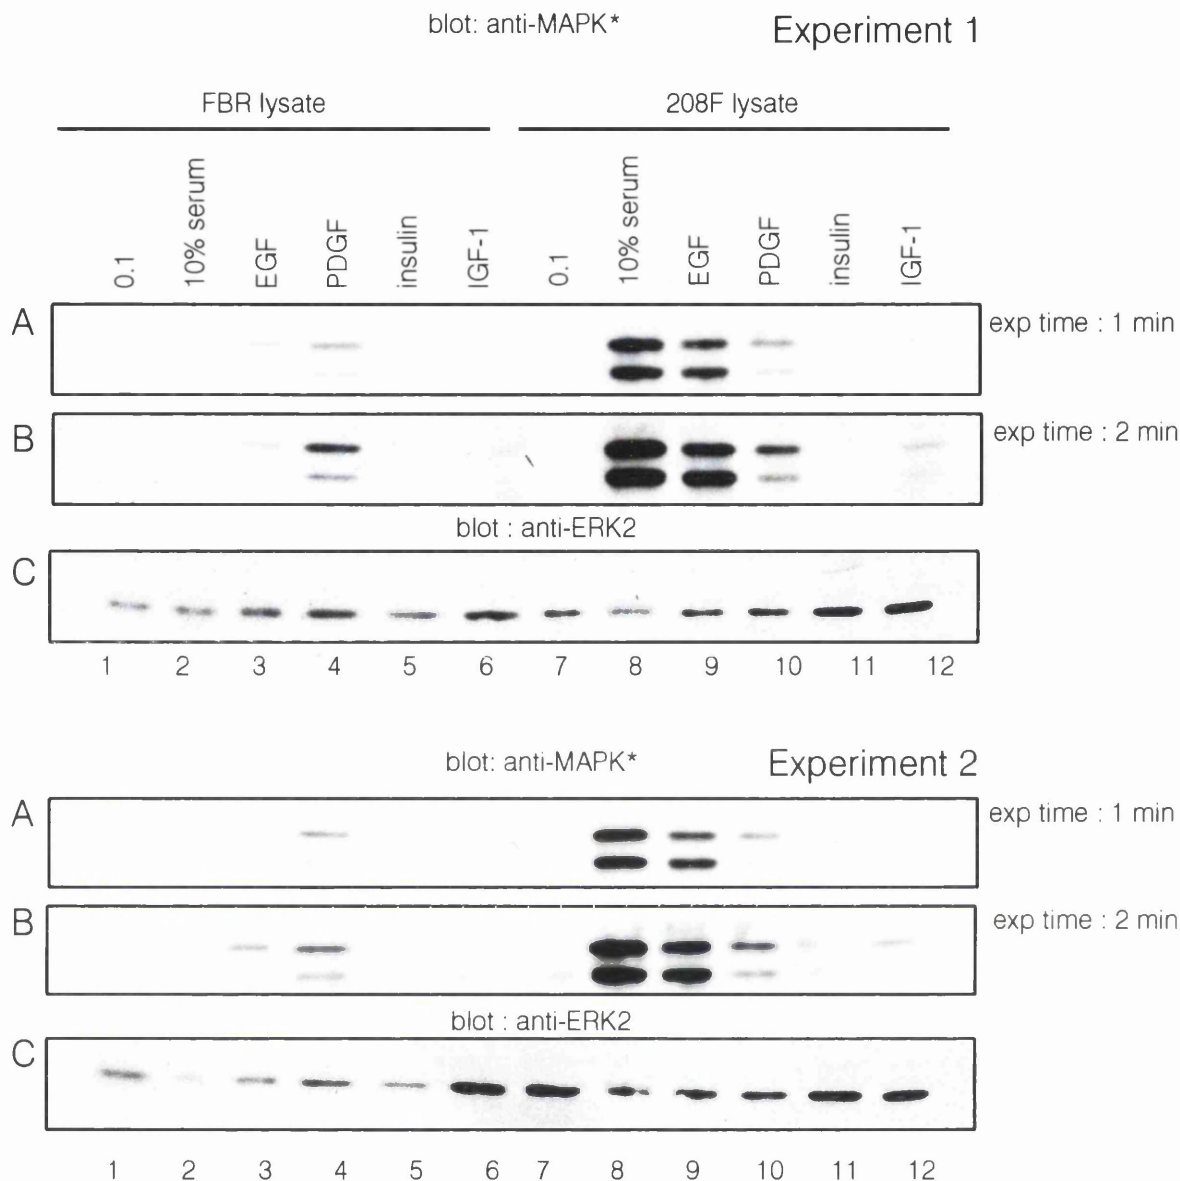 blot: anti-MAPK* Experiment 1
FBR lysate 208F lysate
0.1 10% serum EGF PDGF insulin IGF-1 0.1 10% serum EGF PDGF insulin IGF-1
A exp time : 1 min
B exp time : 2 min
blot : anti-ERK2
C
1 2 3 4 5 6 7 8 9 10 11 12
blot: anti-MAPK* Experiment 2
A exp time : 1 min
B exp time : 2 min
blot : anti-ERK2
C
1 2 3 4 5 6 7 8 9 10 11 12